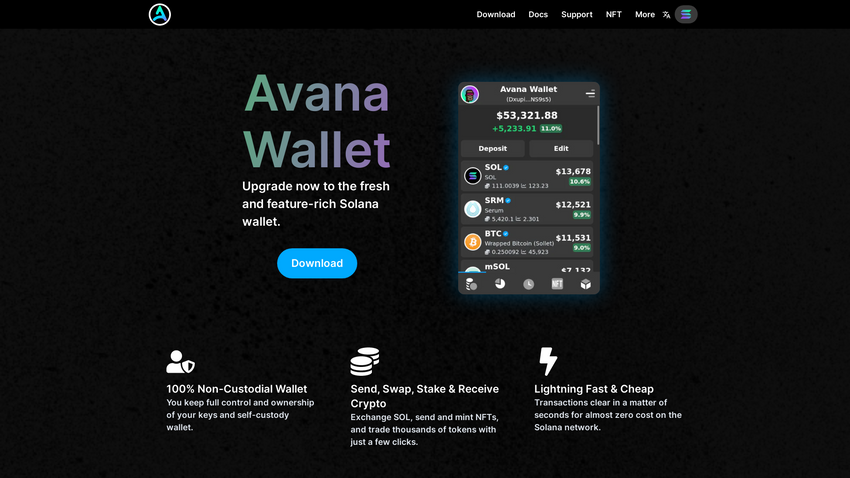 Download Docs Support NFT More
Avana
Wallet
Upgrade now to the fresh
and feature-rich Solana
wallet.
Download
Avana Wallet
(Dxupi...NS9s5)
$53,321.88
+5,233.91 11.0%
Deposit Edit
SOL $13,678
SOL
111.0039 123.23 10.6%
SRM $12,521
Serum
5,420.1 2.301 9.9%
BTC $11,531
Wrapped Bitcoin (Sollet)
0.250092 45,923 9.0%
mSOL $7,132
NFT
100% Non-Custodial Wallet
You keep full control and ownership
of your keys and self-custody
wallet.
Send, Swap, Stake & Receive
Crypto
Exchange SOL, send and mint NFTs,
and trade thousands of tokens with
just a few clicks.
Lightning Fast & Cheap
Transactions clear in a matter of
seconds for almost zero cost on the
Solana network.